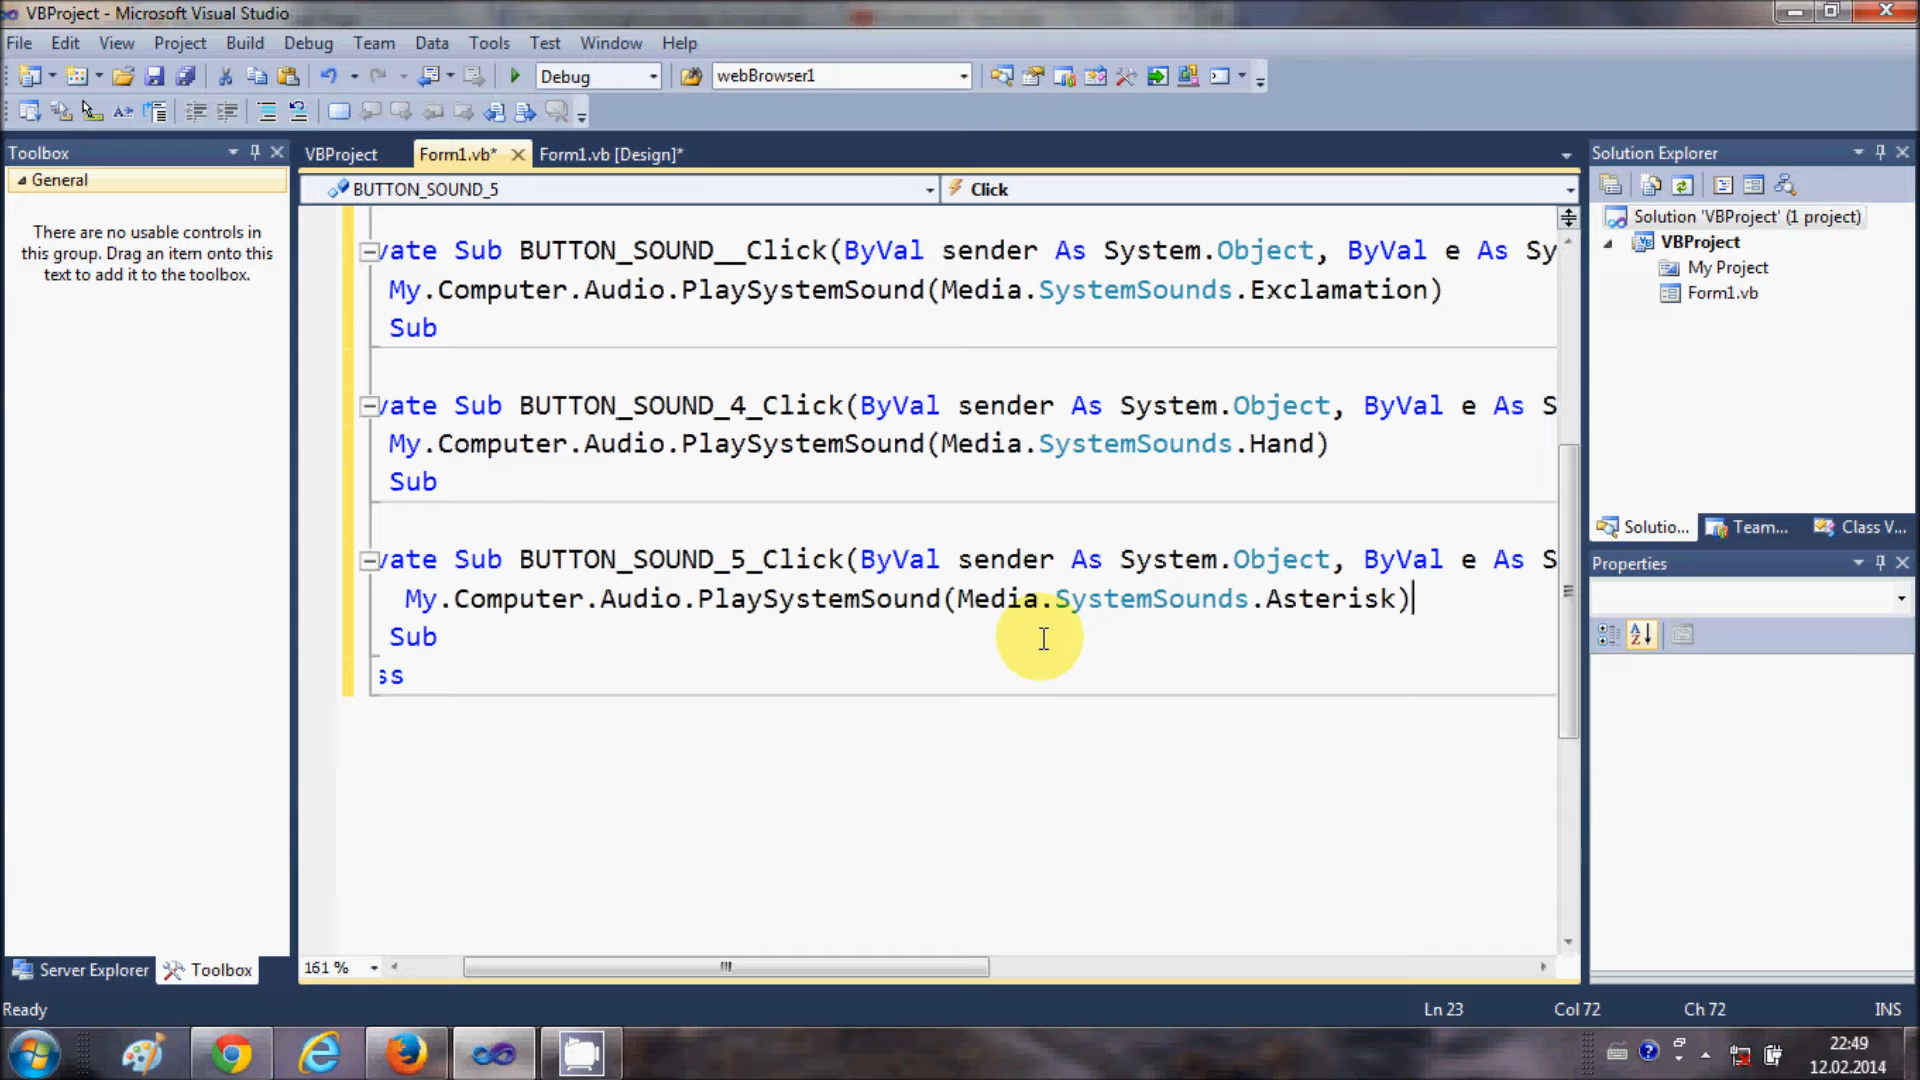 VBProject - Microsoft Visual Studio
File Edit View Project Build Debug Team Data Tools Test Window Help
Debug webBrowser1
Toolbox
General
There are no usable controls in
this group. Drag an item onto this
text to add it to the toolbox.
Server Explorer Toolbox
VBProject Form1.vb* Form1.vb [Design]*
BUTTON_SOUND_5 Click
vate Sub BUTTON_SOUND__Click(ByVal sender As System.Object, ByVal e As Sy
My.Computer.Audio.PlaySystemSound(Media.SystemSounds.Exclamation)
Sub
vate Sub BUTTON_SOUND_4_Click(ByVal sender As System.Object, ByVal e As S
My.Computer.Audio.PlaySystemSound(Media.SystemSounds.Hand)
Sub
vate Sub BUTTON_SOUND_5_Click(ByVal sender As System.Object, ByVal e As S
My.Computer.Audio.PlaySystemSound(Media.SystemSounds.Asterisk)
Sub
ss
161 %
Solution Explorer
Solution 'VBProject' (1 project)
VBProject
My Project
Form1.vb
Solutio... Team... Class V...
Properties
Ready Ln 23 Col 72 Ch 72 INS
22:49
12.02.2014